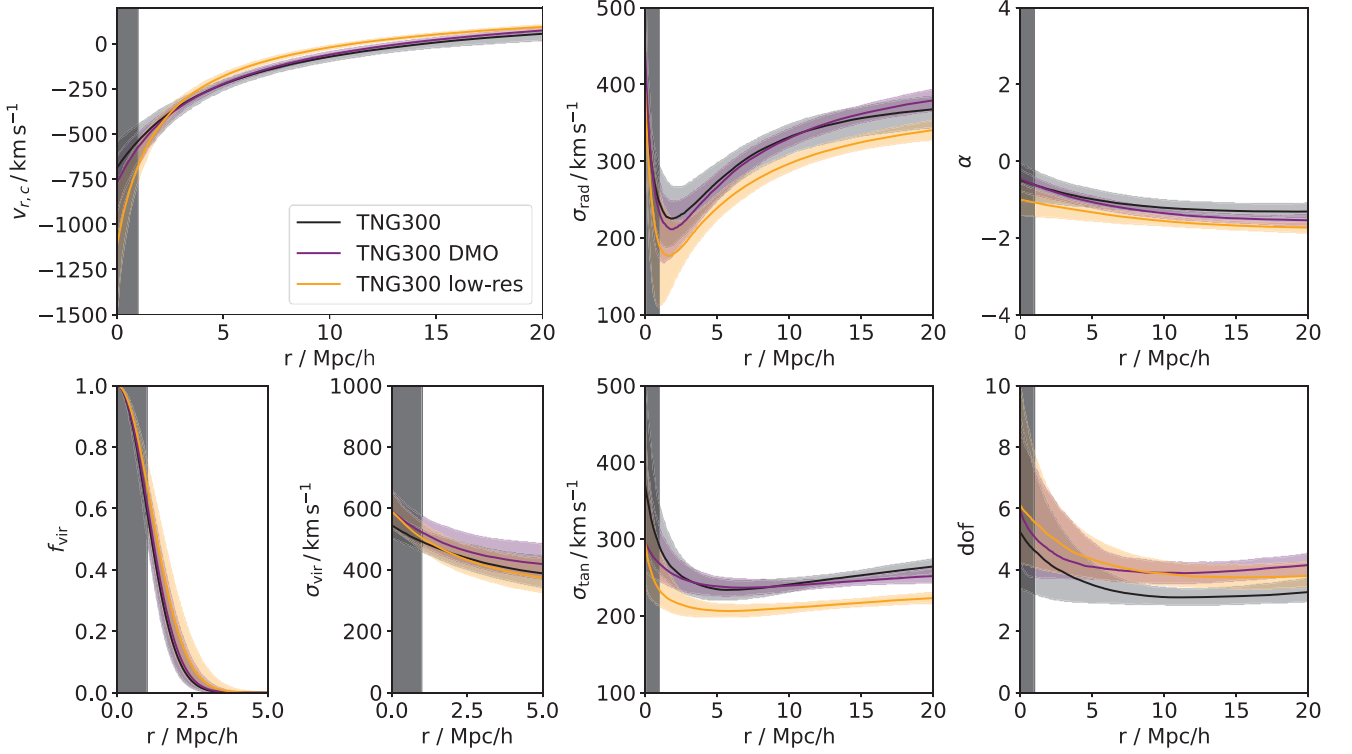 0
−250
−500
−750
−1000
−1250
−1500
v_{r,c} / km s⁻¹
TNG300
TNG300 DMO
TNG300 low-res
0 5 10 15 20
r / Mpc/h
500
400
300
200
100
σ_rad / km s⁻¹
0 5 10 15 20
r / Mpc/h
4
2
0
−2
−4
α
0 5 10 15 20
r / Mpc/h
1.0
0.8
0.6
0.4
0.2
0.0
f_vir
0.0 2.5 5.0
r / Mpc/h
1000
800
600
400
200
0
σ_vir / km s⁻¹
0.0 2.5 5.0
r / Mpc/h
500
400
300
200
100
σ_tan / km s⁻¹
0 5 10 15 20
r / Mpc/h
10
8
6
4
2
0
dof
0 5 10 15 20
r / Mpc/h